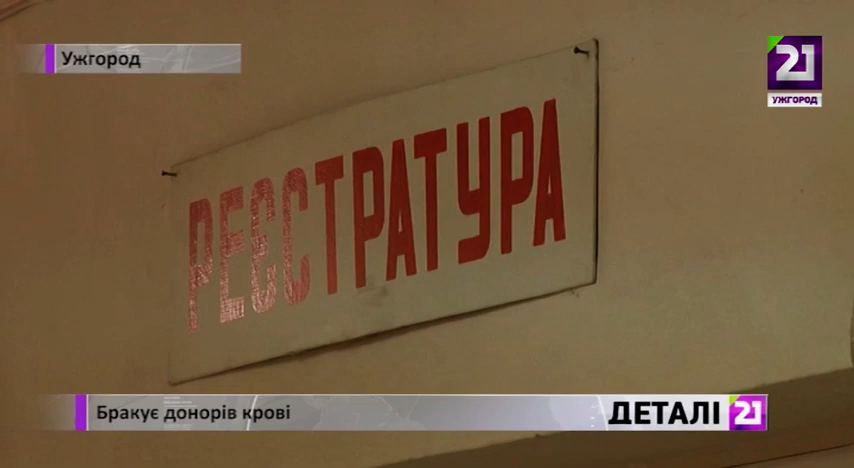 Ужгород
21
УЖГОРОД
РЕЄСТРАТУРА
Бракує донорів крові
ДЕТАЛІ 21